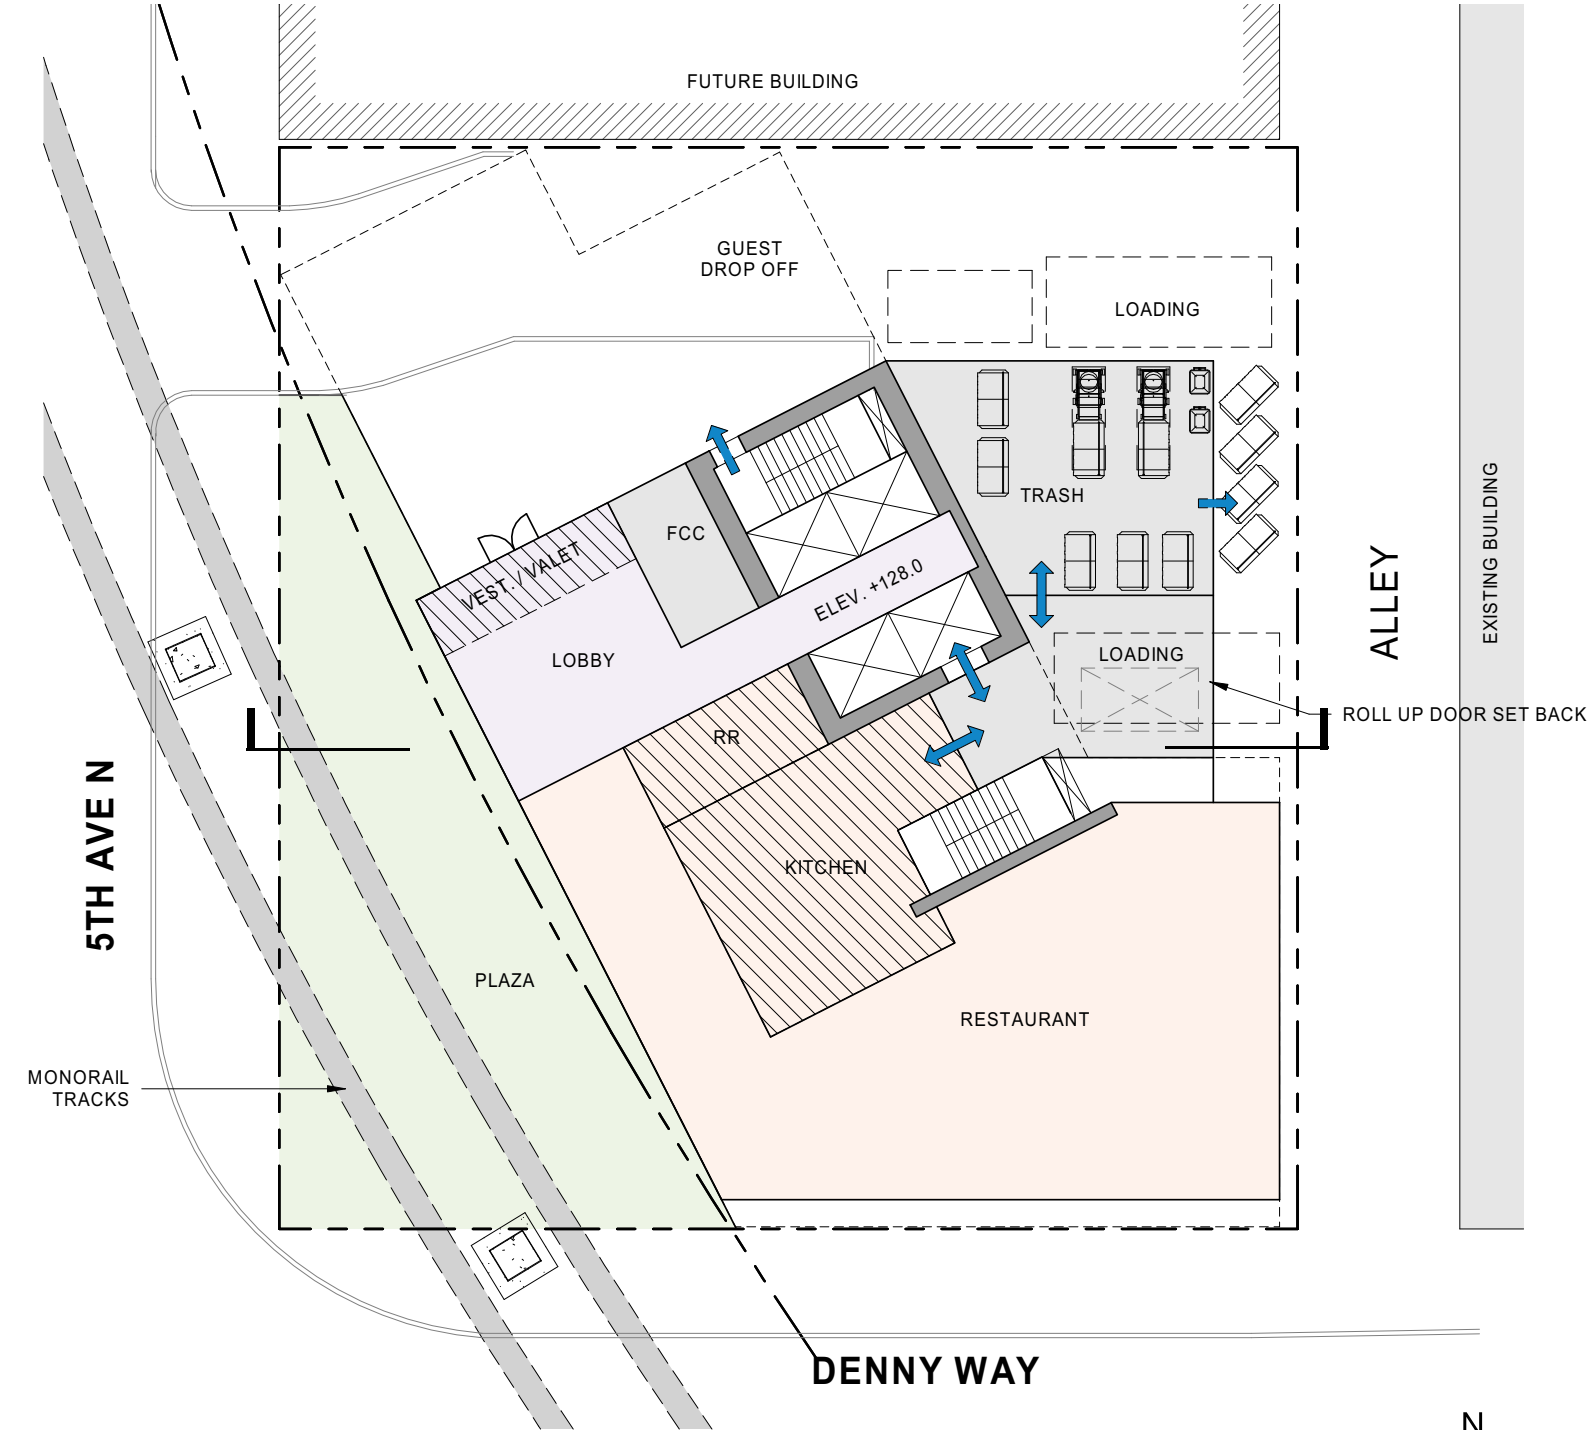 FUTURE BUILDING
GUEST
DROP OFF
LOADING
TRASH
FCC
VEST. / VALET
ELEV. +128.0
LOBBY
LOADING
ALLEY
EXISTING BUILDING
ROLL UP DOOR SET BACK
RR
5TH AVE N
KITCHEN
PLAZA
RESTAURANT
MONORAIL
TRACKS
DENNY WAY
N